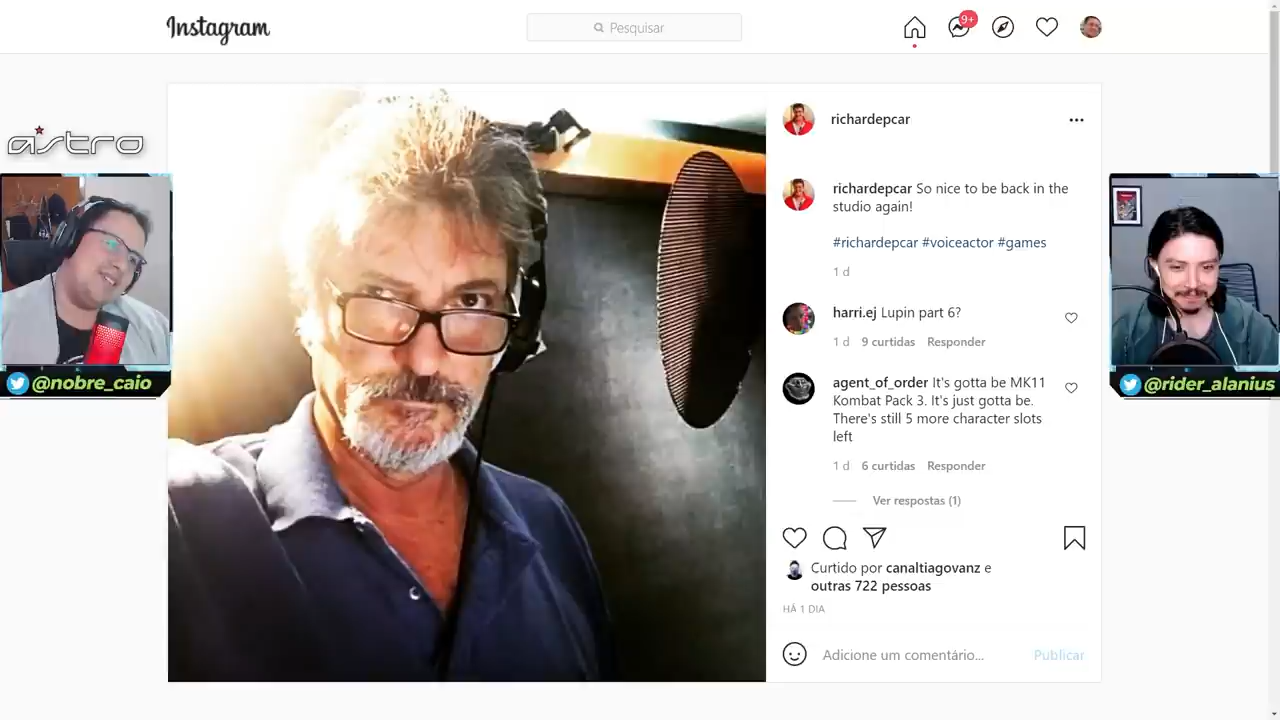 Instagram
Pesquisar
9+
astro
@nobre_caio
richardepcar
richardepcar So nice to be back in the
studio again!
#richardepcar #voiceactor #games
1 d
harri.ej Lupin part 6?
1 d 9 curtidas Responder
agent_of_order It's gotta be MK11
Kombat Pack 3. It's just gotta be.
There's still 5 more character slots
left
1 d 6 curtidas Responder
Ver respostas (1)
Curtido por canaltiagovanz e
outras 722 pessoas
HÁ 1 DIA
Adicione um comentário... Publicar
@rider_alanius